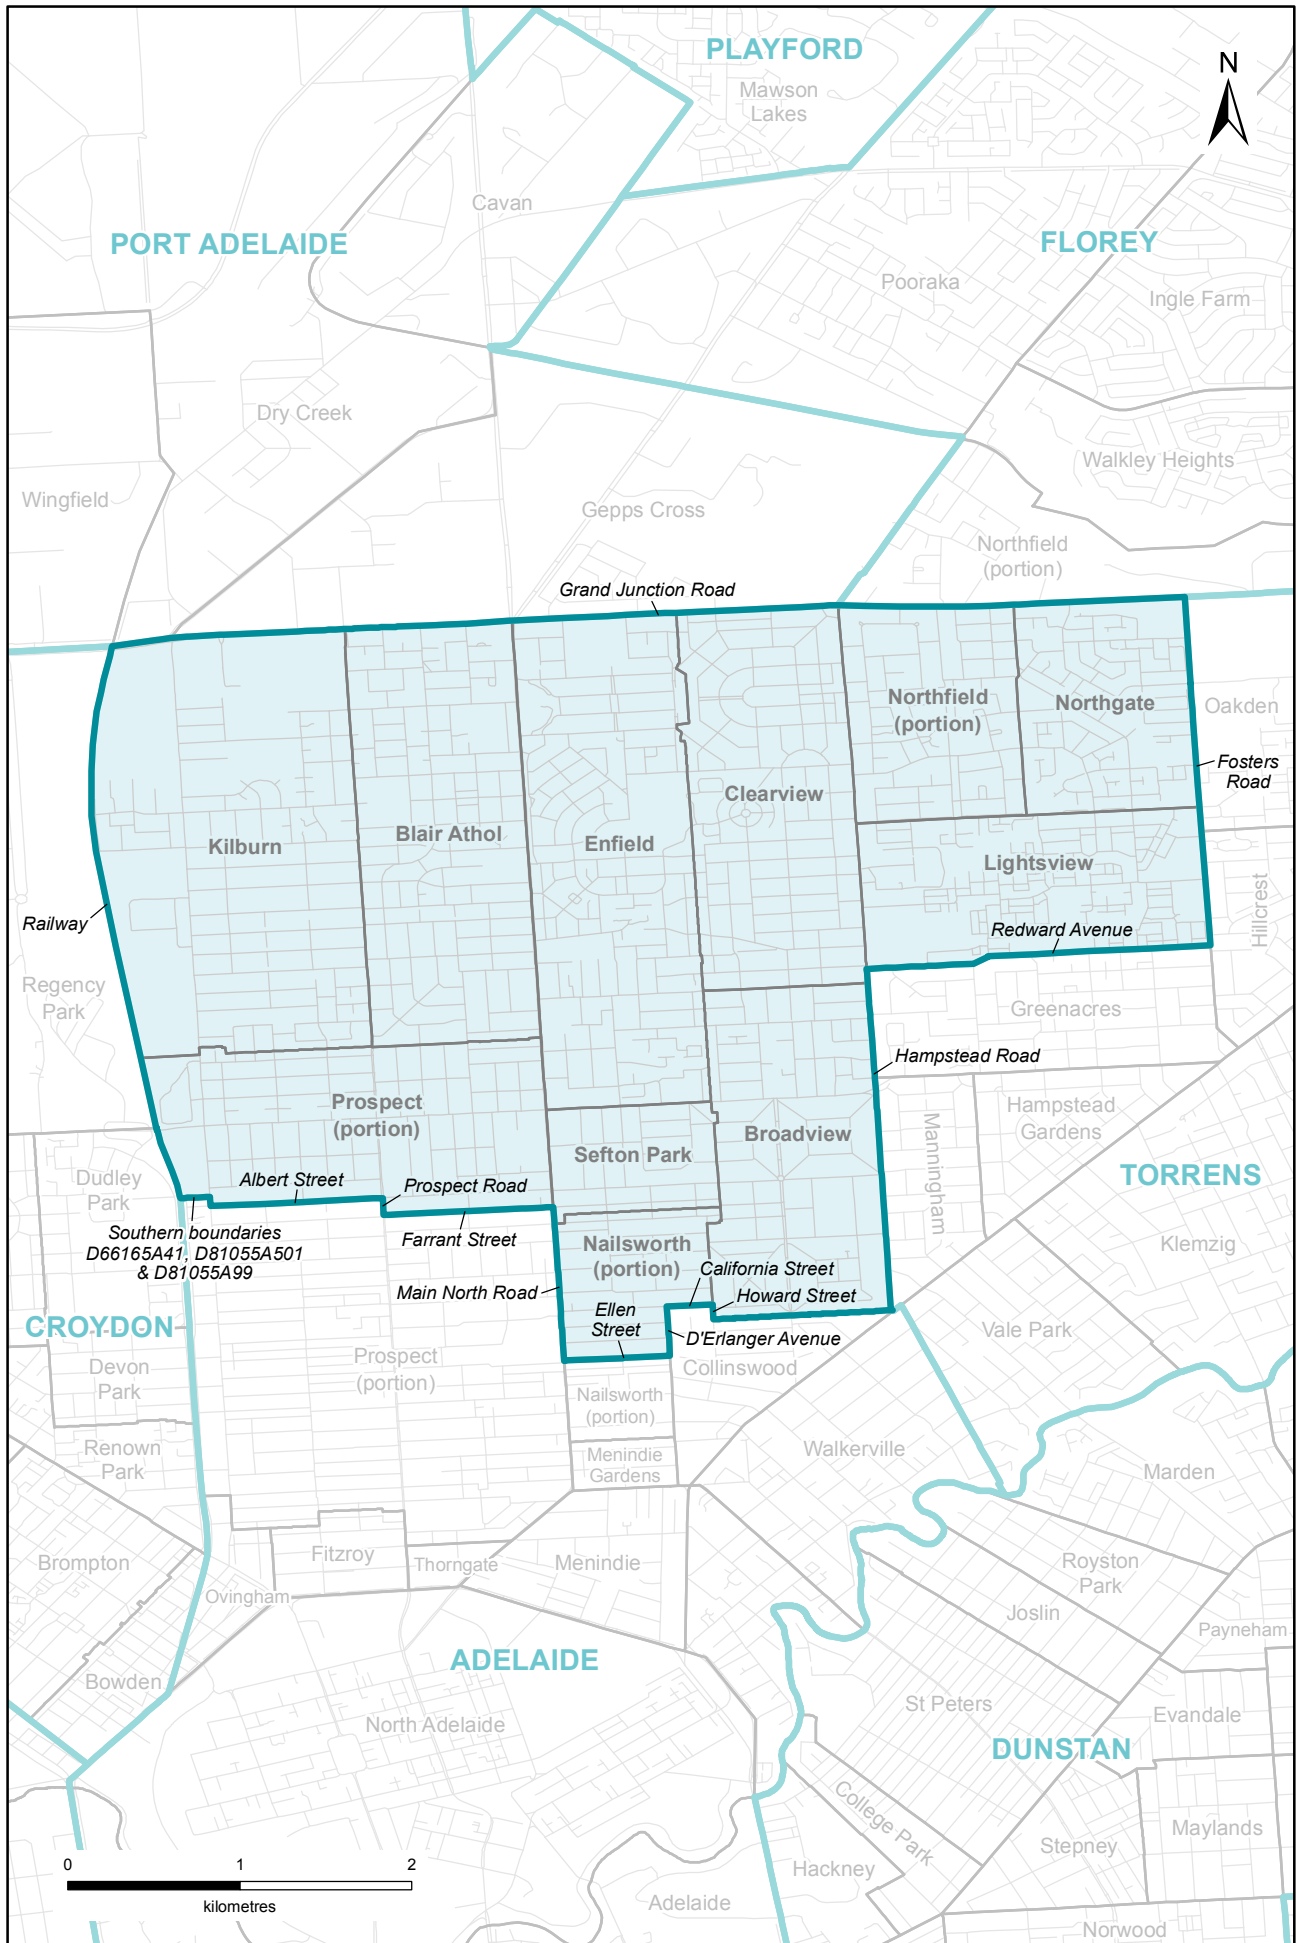 PLAYFORD
Mawson
Lakes
N
Cavan
PORT ADELAIDE
FLOREY
Pooraka
Ingle Farm
Dry Creek
Walkley Heights
Wingfield
Gepps Cross
Northfield
(portion)
Grand Junction Road
Northfield
(portion)
Northgate
Oakden
Fosters
Road
Clearview
Kilburn
Blair Athol
Enfield
Lightsview
Hillcrest
Railway
Redward Avenue
Regency
Park
Greenacres
Hampstead Road
Prospect
(portion)
Hampstead
Gardens
Manningham
Sefton Park
Broadview
Dudley
Park
Albert Street
Prospect Road
TORRENS
Southern boundaries
D66165A41, D81055A501
& D81055A99
Farrant Street
Nailsworth
(portion)
Klemzig
California Street
Main North Road
Howard Street
Ellen
Street
D'Erlanger Avenue
CROYDON
Vale Park
Devon
Park
Prospect
(portion)
Collinswood
Nailsworth
(portion)
Renown
Park
Menindie
Gardens
Walkerville
Marden
Brompton
Fitzroy
Thorngate
Menindie
Royston
Park
Ovingham
Joslin
Payneham
ADELAIDE
Bowden
North Adelaide
St Peters
Evandale
DUNSTAN
College Park
Maylands
Stepney
0 1 2
kilometres
Hackney
Adelaide
Norwood